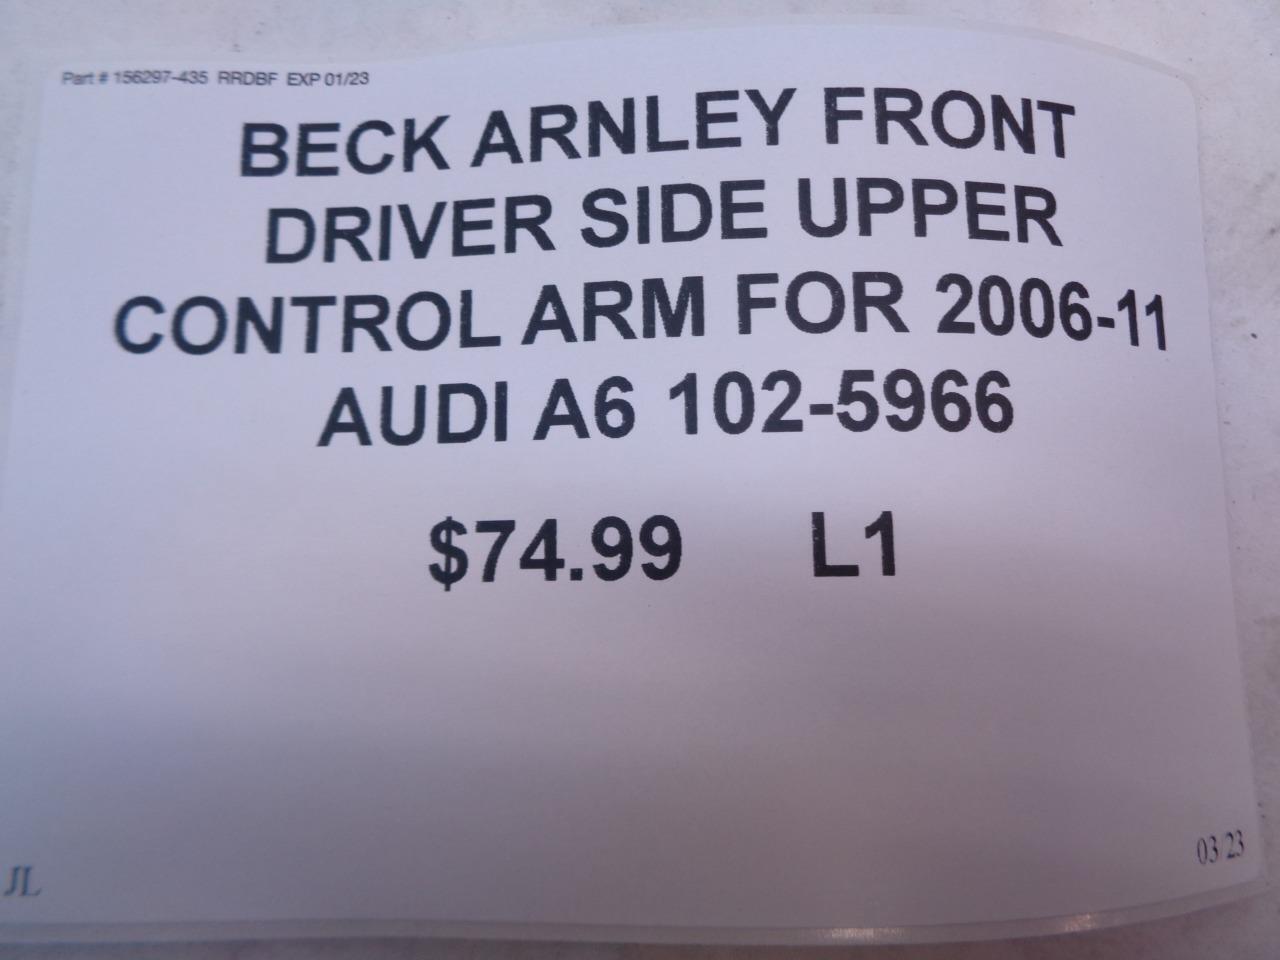 Part # 156297-435 RRDBF EXP 01/23
BECK ARNLEY FRONT
DRIVER SIDE UPPER
CONTROL ARM FOR 2006-11
AUDI A6 102-5966
$74.99 L1
JL 03/23